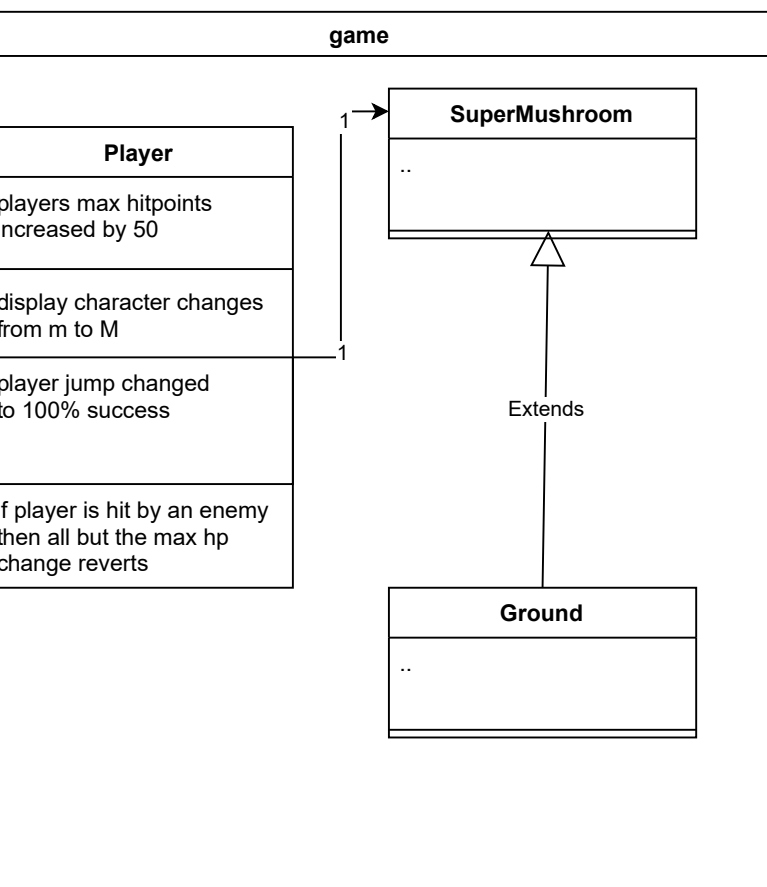 game
1
SuperMushroom
..
Player
players max hitpoints
increased by 50
display character changes
from m to M
1
player jump changed
to 100% success
Extends
if player is hit by an enemy
then all but the max hp
change reverts
Ground
..